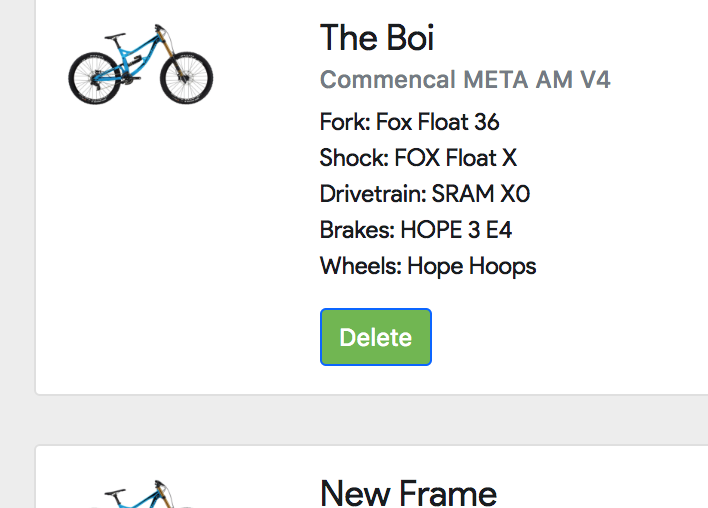 The Boi
Commencal META AM V4
Fork: Fox Float 36
Shock: FOX Float X
Drivetrain: SRAM X0
Brakes: HOPE 3 E4
Wheels: Hope Hoops
Delete
New Frame